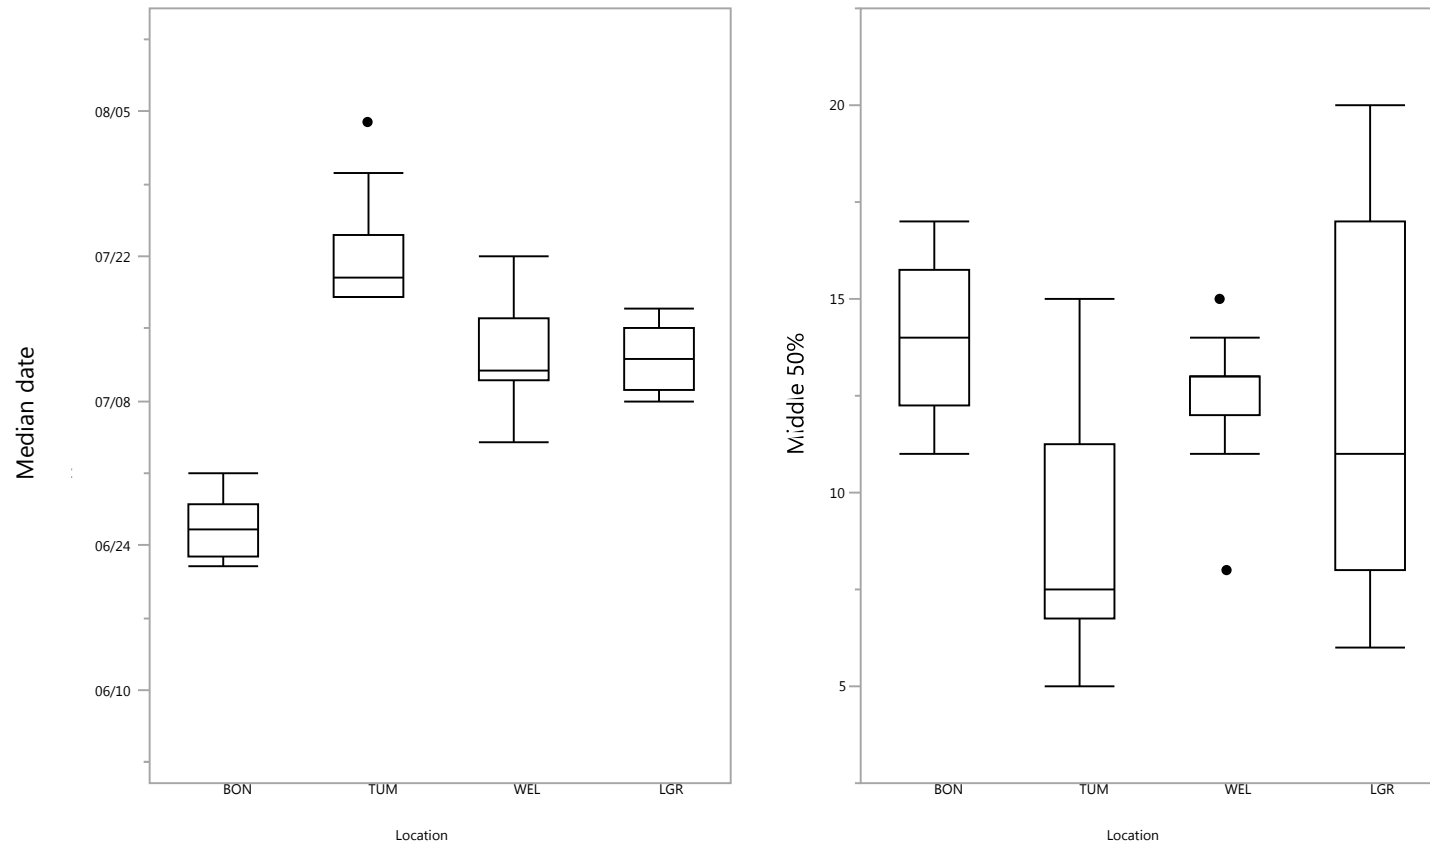 Median date
08/05
07/22
07/08
06/24
06/10
BON TUM WEL LGR
Location
Middle 50%
20
15
10
5
BON TUM WEL LGR
Location